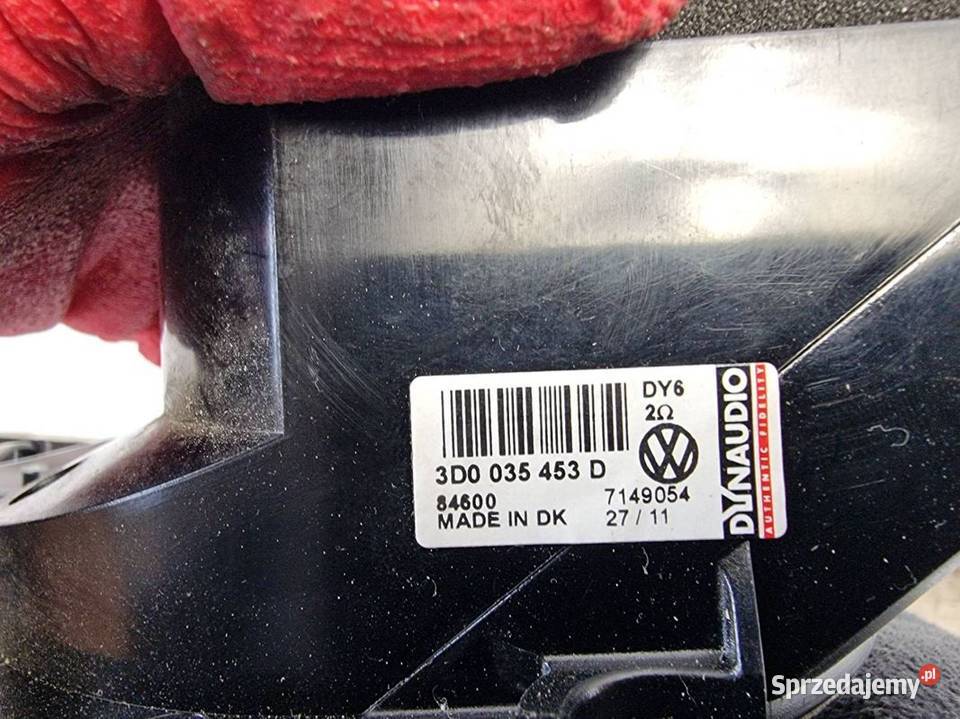 DY6
2Ω
3D0 035 453 D
84600 7149054
MADE IN DK 27 / 11
DYNAUDIO
AUTHENTIC FIDELITY
Sprzedajemy.pl